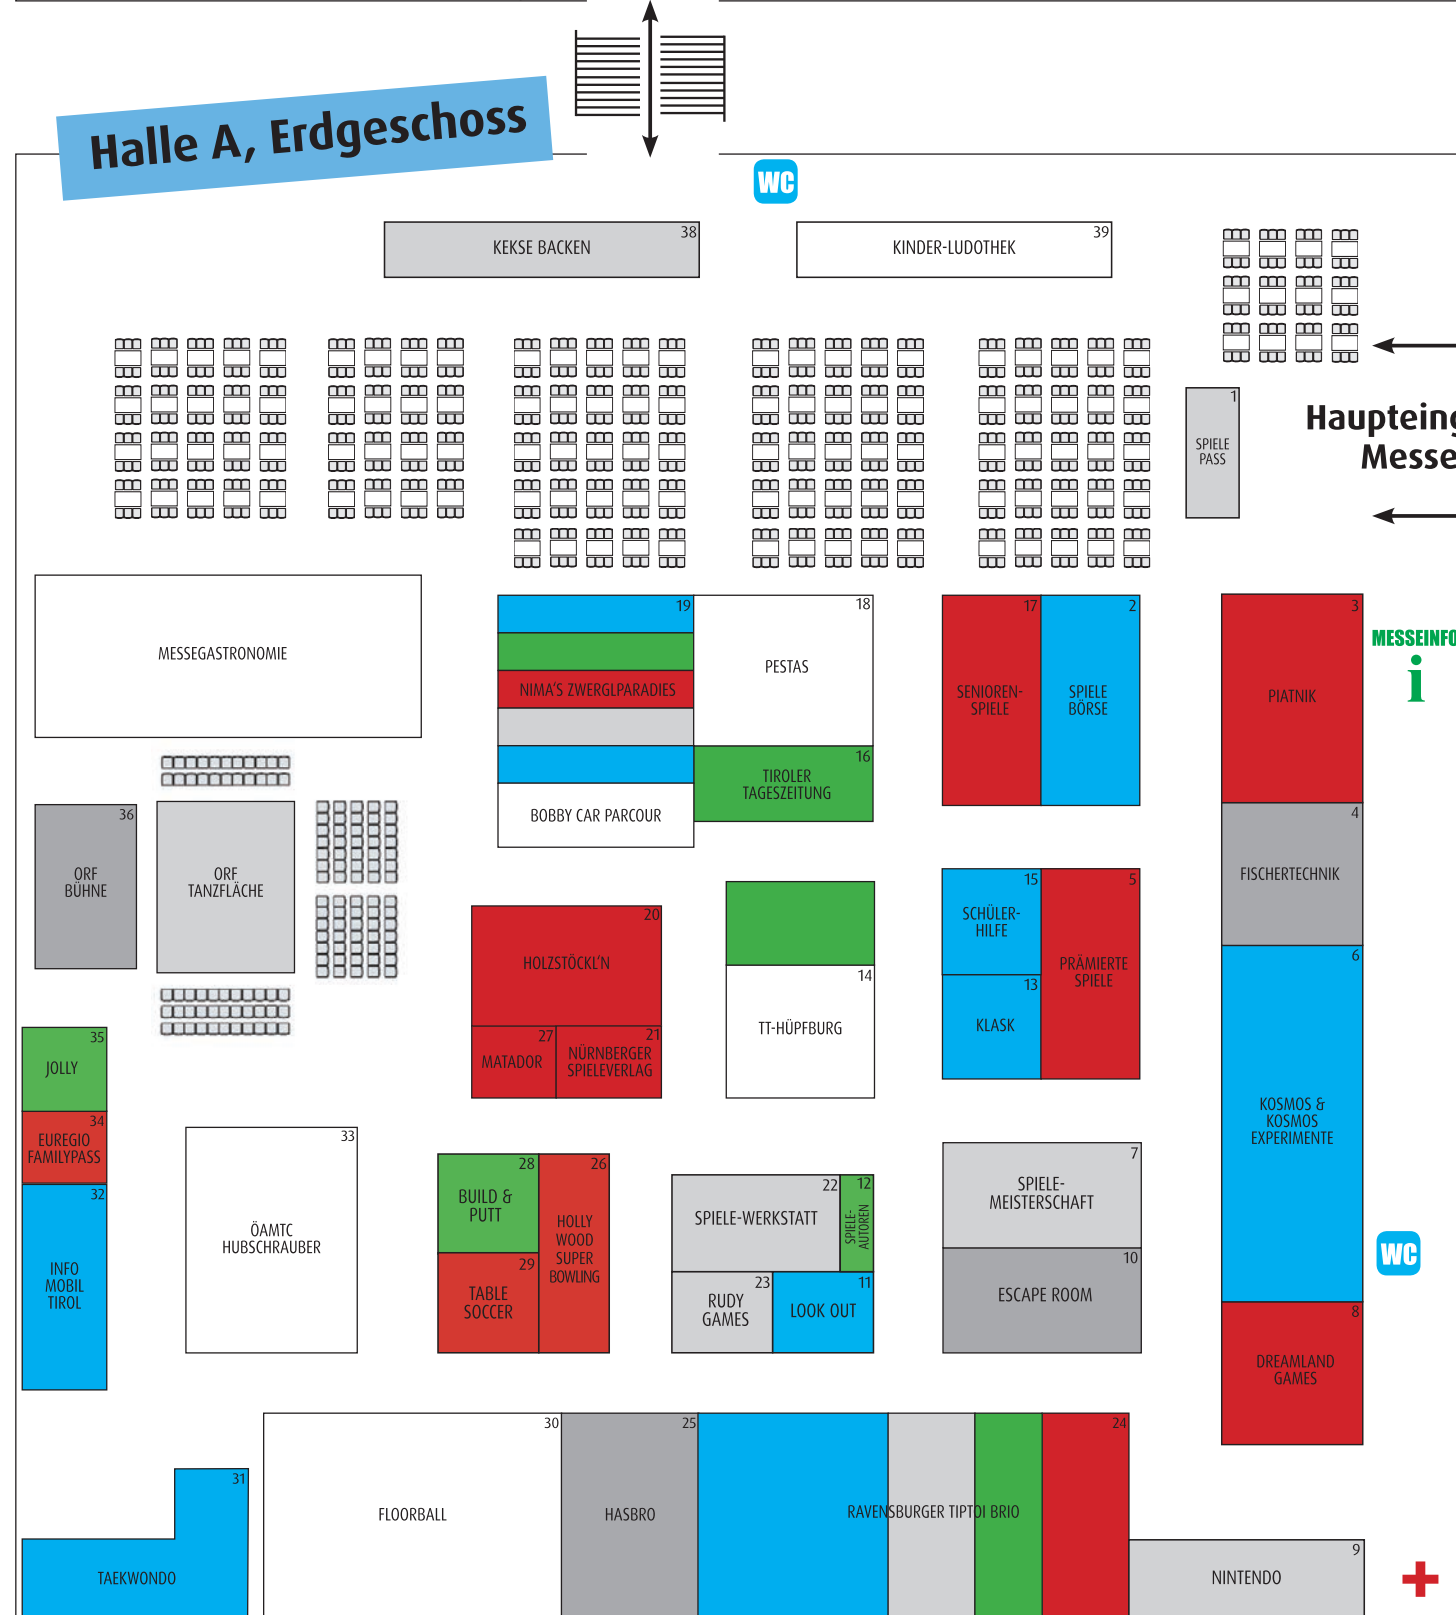 Halle A, Erdgeschoss
WC
38
KEKSE BACKEN
39
KINDER-LUDOTHEK
1
SPIELE
PASS
Haupteing
Messe
MESSEGASTRONOMIE
19
NIMA'S ZWERGLPARADIES
BOBBY CAR PARCOUR
18
PESTAS
16
TIROLER
TAGESZEITUNG
17
SENIOREN-
SPIELE
2
SPIELE
BÖRSE
3
PIATNIK
MESSEINFO
i
4
FISCHERTECHNIK
36
ORF
BÜHNE
ORF
TANZFLÄCHE
20
HOLZSTÖCKL'N
27
MATADOR
21
NÜRNBERGER
SPIELEVERLAG
14
TT-HÜPFBURG
15
SCHÜLER-
HILFE
13
KLASK
5
PRÄMIERTE
SPIELE
6
KOSMOS &
KOSMOS
EXPERIMENTE
35
JOLLY
34
EUREGIO
FAMILYPASS
32
INFO
MOBIL
TIROL
33
ÖAMTC
HUBSCHRAUBER
28
BUILD &
PUTT
29
TABLE
SOCCER
26
HOLLY
WOOD
SUPER
BOWLING
22
SPIELE-WERKSTATT
12
SPIELE-
AUTOREN
23
RUDY
GAMES
11
LOOK OUT
7
SPIELE-
MEISTERSCHAFT
10
ESCAPE ROOM
WC
8
DREAMLAND
GAMES
31
TAEKWONDO
30
FLOORBALL
25
HASBRO
24
RAVENSBURGER TIPTOI BRIO
9
NINTENDO